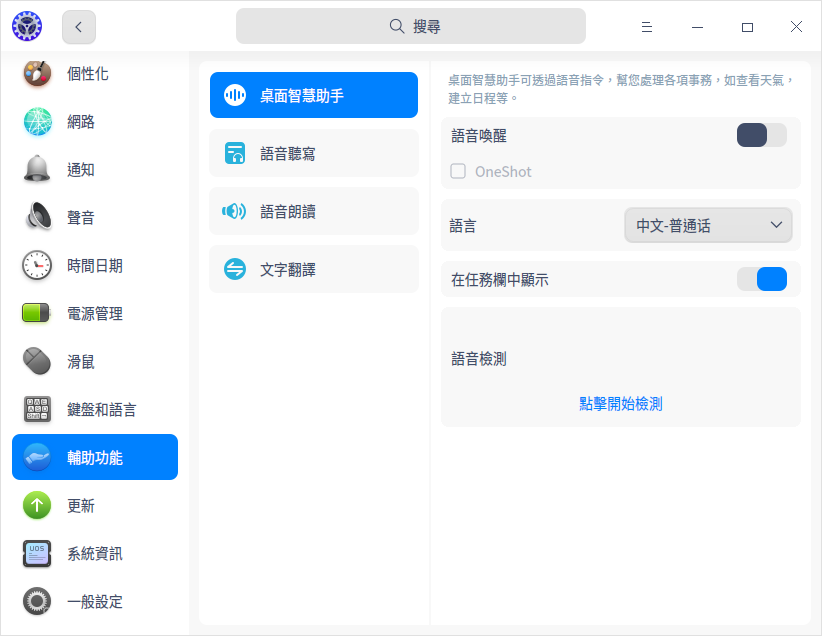 搜尋
個性化
網路
通知
聲音
時間日期
電源管理
滑鼠
鍵盤和語言
輔助功能
更新
UOS
系統資訊
一般設定
桌面智慧助手
語音聽寫
語音朗讀
文字翻譯
桌面智慧助手可透過語音指令，幫您處理各項事務，如查看天氣，
建立日程等。
語音喚醒
OneShot
語言
中文-普通话
在任務欄中顯示
語音檢測
點擊開始檢測